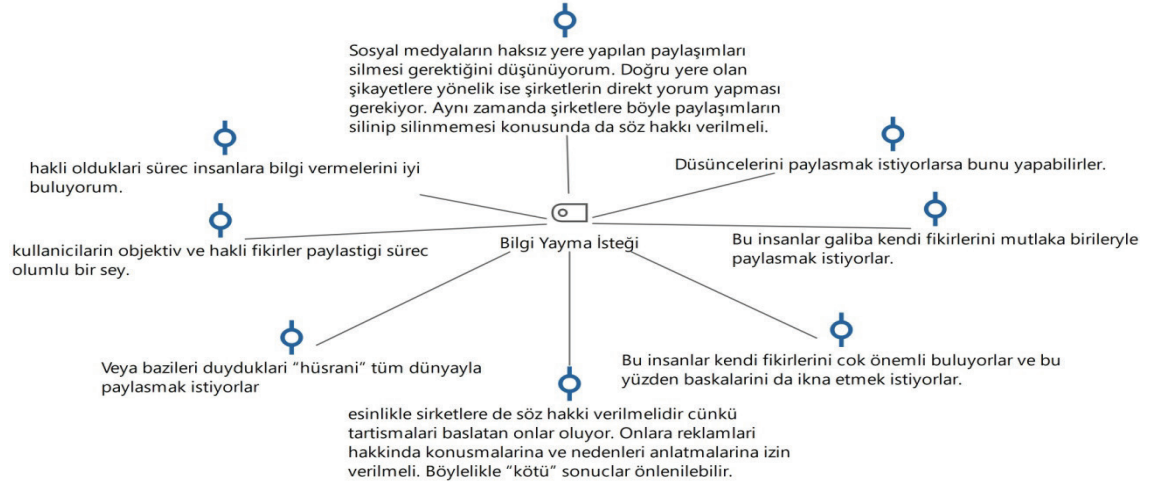 Sosyal medyaların haksız yere yapılan paylaşımları
silmesi gerektiğini düşünüyorum. Doğru yere olan
şikayetlere yönelik ise şirketlerin direkt yorum yapması
gerekiyor. Aynı zamanda şirketlere böyle paylaşımların
silinip silinmemesi konusunda da söz hakkı verilmeli.
hakli olduklari sürec insanlara bilgi vermelerini iyi
buluyorum.
Düsüncelerini paylasmak istiyorlarsa bunu yapabilirler.
kullanicilarin objektiv ve hakli fikirler paylastigi sürec
olumlu bir sey.
Bilgi Yayma İsteği
Bu insanlar galiba kendi fikirlerini mutlaka birileryle
paylasmak istiyorlar.
Veya bazileri duyduklari “hüsrani” tüm dünyayla
paylasmak istiyorlar
Bu insanlar kendi fikirlerini cok önemli buluyorlar ve bu
yüzden baskalarini da ikna etmek istiyorlar.
esinlikle sirketlere de söz hakki verilmelidir cünkü
tartismalari baslatan onlar oluyor. Onlara reklamlari
hakkinda konusmalarina ve nedenleri anlatmalarina izin
verilmeli. Böylelikle “kötü” sonuclar önlenilebilir.